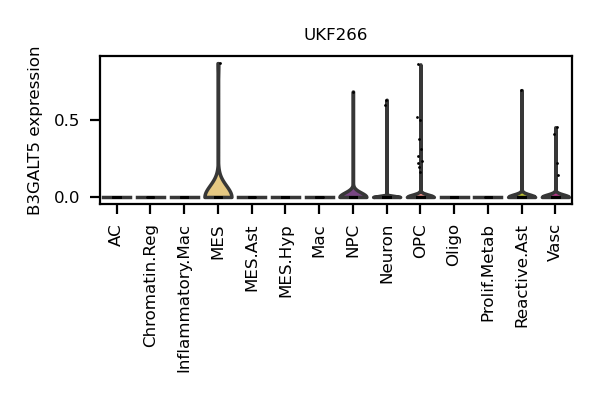 UKF266
B3GALT5 expression
0.5
0.0
AC
Chromatin.Reg
Inflammatory.Mac
MES
MES.Ast
MES.Hyp
Mac
NPC
Neuron
OPC
Oligo
Prolif.Metab
Reactive.Ast
Vasc